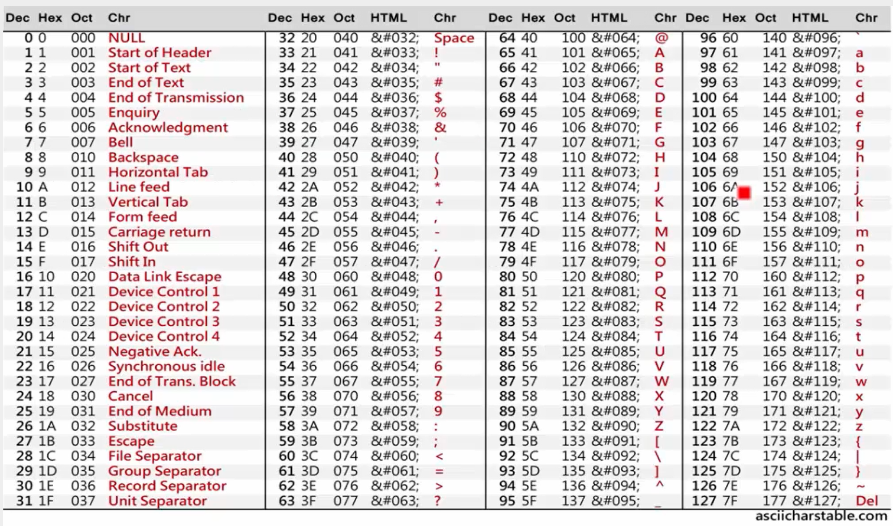 Dec Hex Oct Chr Dec Hex Oct HTML Chr Dec Hex Oct HTML Chr Dec Hex Oct HTML Chr
0 0 000 NULL 32 20 040 &#032; Space 64 40 100 &#064; @ 96 60 140 &#096; `
1 1 001 Start of Header 33 21 041 &#033; ! 65 41 101 &#065; A 97 61 141 &#097; a
2 2 002 Start of Text 34 22 042 &#034; " 66 42 102 &#066; B 98 62 142 &#098; b
3 3 003 End of Text 35 23 043 &#035; # 67 43 103 &#067; C 99 63 143 &#099; c
4 4 004 End of Transmission 36 24 044 &#036; $ 68 44 104 &#068; D 100 64 144 &#100; d
5 5 005 Enquiry 37 25 045 &#037; % 69 45 105 &#069; E 101 65 145 &#101; e
6 6 006 Acknowledgment 38 26 046 &#038; & 70 46 106 &#070; F 102 66 146 &#102; f
7 7 007 Bell 39 27 047 &#039; ' 71 47 107 &#071; G 103 67 147 &#103; g
8 8 010 Backspace 40 28 050 &#040; ( 72 48 110 &#072; H 104 68 150 &#104; h
9 9 011 Horizontal Tab 41 29 051 &#041; ) 73 49 111 &#073; I 105 69 151 &#105; i
10 A 012 Line feed 42 2A 052 &#042; * 74 4A 112 &#074; J 106 6A 152 &#106; j
11 B 013 Vertical Tab 43 2B 053 &#043; + 75 4B 113 &#075; K 107 6B 153 &#107; k
12 C 014 Form feed 44 2C 054 &#044; , 76 4C 114 &#076; L 108 6C 154 &#108; l
13 D 015 Carriage return 45 2D 055 &#045; - 77 4D 115 &#077; M 109 6D 155 &#109; m
14 E 016 Shift Out 46 2E 056 &#046; . 78 4E 116 &#078; N 110 6E 156 &#110; n
15 F 017 Shift In 47 2F 057 &#047; / 79 4F 117 &#079; O 111 6F 157 &#111; o
16 10 020 Data Link Escape 48 30 060 &#048; 0 80 50 120 &#080; P 112 70 160 &#112; p
17 11 021 Device Control 1 49 31 061 &#049; 1 81 51 121 &#081; Q 113 71 161 &#113; q
18 12 022 Device Control 2 50 32 062 &#050; 2 82 52 122 &#082; R 114 72 162 &#114; r
19 13 023 Device Control 3 51 33 063 &#051; 3 83 53 123 &#083; S 115 73 163 &#115; s
20 14 024 Device Control 4 52 34 064 &#052; 4 84 54 124 &#084; T 116 74 164 &#116; t
21 15 025 Negative Ack. 53 35 065 &#053; 5 85 55 125 &#085; U 117 75 165 &#117; u
22 16 026 Synchronous idle 54 36 066 &#054; 6 86 56 126 &#086; V 118 76 166 &#118; v
23 17 027 End of Trans. Block 55 37 067 &#055; 7 87 57 127 &#087; W 119 77 167 &#119; w
24 18 030 Cancel 56 38 070 &#056; 8 88 58 130 &#088; X 120 78 170 &#120; x
25 19 031 End of Medium 57 39 071 &#057; 9 89 59 131 &#089; Y 121 79 171 &#121; y
26 1A 032 Substitute 58 3A 072 &#058; : 90 5A 132 &#090; Z 122 7A 172 &#122; z
27 1B 033 Escape 59 3B 073 &#059; ; 91 5B 133 &#091; [ 123 7B 173 &#123; {
28 1C 034 File Separator 60 3C 074 &#060; < 92 5C 134 &#092; \ 124 7C 174 &#124; |
29 1D 035 Group Separator 61 3D 075 &#061; = 93 5D 135 &#093; ] 125 7D 175 &#125; }
30 1E 036 Record Separator 62 3E 076 &#062; > 94 5E 136 &#094; ^ 126 7E 176 &#126; ~
31 1F 037 Unit Separator 63 3F 077 &#063; ? 95 5F 137 &#095; _ 127 7F 177 &#127; Del
asciicharstable.com